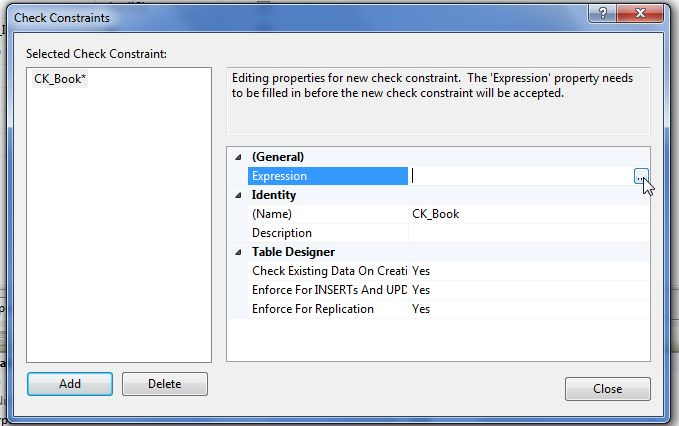 Check Constraints
Selected Check Constraint:
CK_Book*
Editing properties for new check constraint. The 'Expression' property needs
to be filled in before the new check constraint will be accepted.
(General)
Expression
...
Identity
(Name) CK_Book
Description
Table Designer
Check Existing Data On Creati Yes
Enforce For INSERTs And UPD Yes
Enforce For Replication Yes
Add Delete
Close